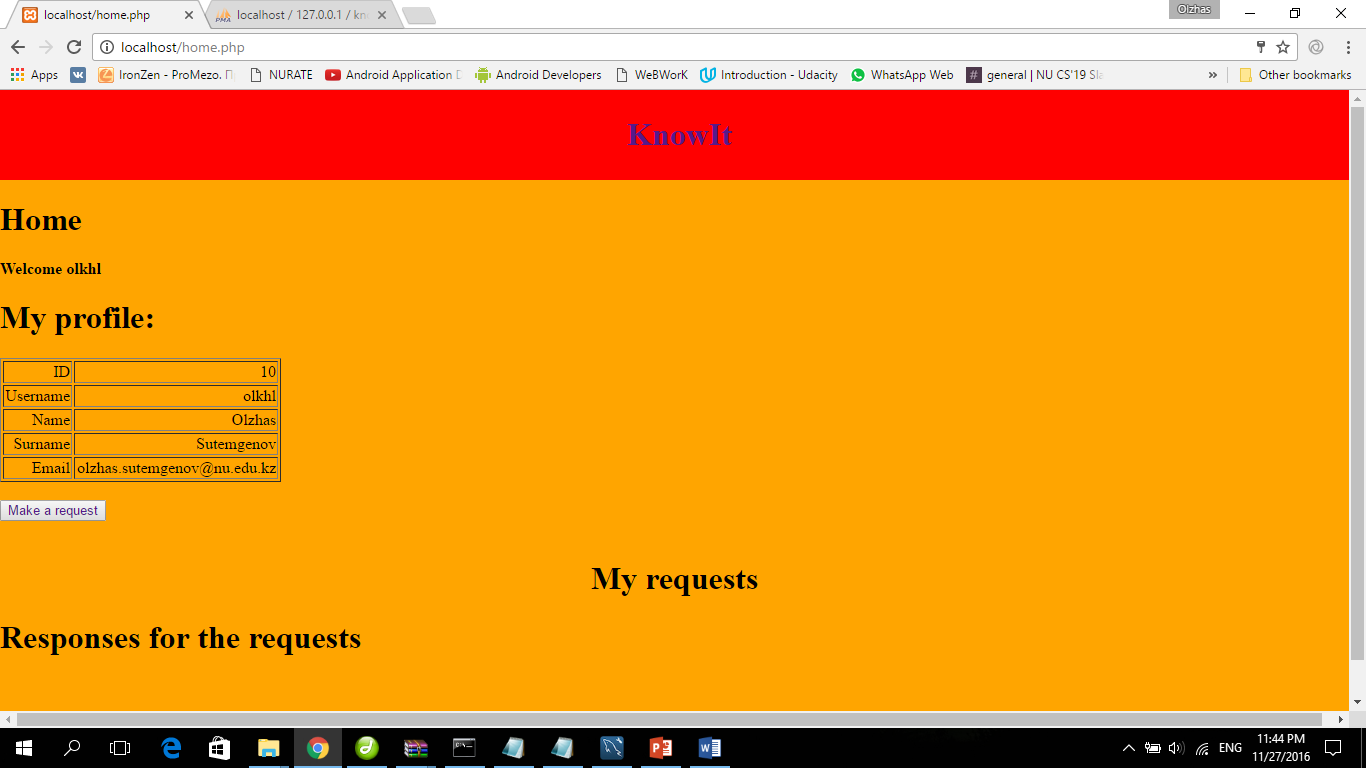 localhost/home.php
localhost / 127.0.0.1 / kn
Olzhas
localhost/home.php
Apps
IronZen - ProMezo. П
NURATE
Android Application D
Android Developers
WeBWorK
Introduction - Udacity
WhatsApp Web
general | NU CS'19 Sla
Other bookmarks
KnowIt
Home
Welcome olkhl
My profile:
ID 10
Username olkhl
Name Olzhas
Surname Sutemgenov
Email olzhas.sutemgenov@nu.edu.kz
Make a request
My requests
Responses for the requests
ENG
11:44 PM
11/27/2016